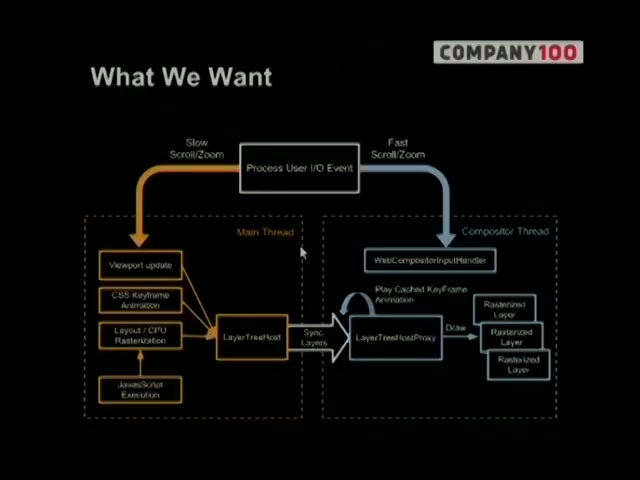 COMPANY100
What We Want
Slow
Scroll/Zoom
Fast
Scroll/Zoom
Process User I/O Event
Main Thread
Compositor Thread
Viewport update
WebCompositorInputHandler
CSS Keyframe
Animation
Play Cached KeyFrame
Animation
Layout / CPU
Rasterization
LayerTreeHost
Sync.
Layers
LayerTreeHostProxy
Draw
Rasterized
Layer
Rasterized
Layer
Rasterized
Layer
JavaScript
Execution